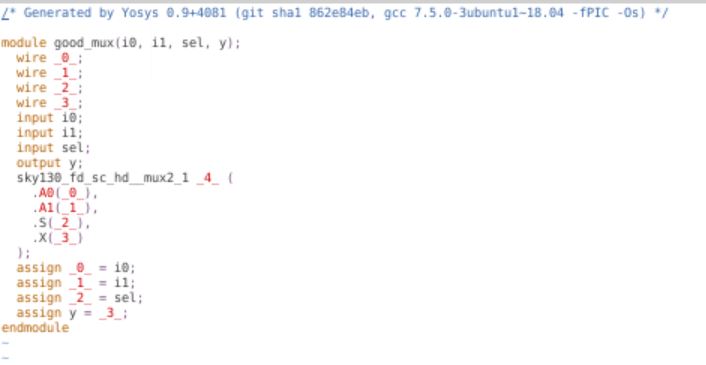 /* Generated by Yosys 0.9+4081 (git sha1 862e84eb, gcc 7.5.0-3ubuntu1~18.04 -fPIC -Os) */
module good_mux(i0, i1, sel, y);
wire _0_;
wire _1_;
wire _2_;
wire _3_;
input i0;
input i1;
input sel;
output y;
sky130_fd_sc_hd__mux2_1 _4_ (
.A0(_0_),
.A1(_1_),
.S(_2_),
.X(_3_)
);
assign _0_ = i0;
assign _1_ = i1;
assign _2_ = sel;
assign y = _3_;
endmodule
~
~